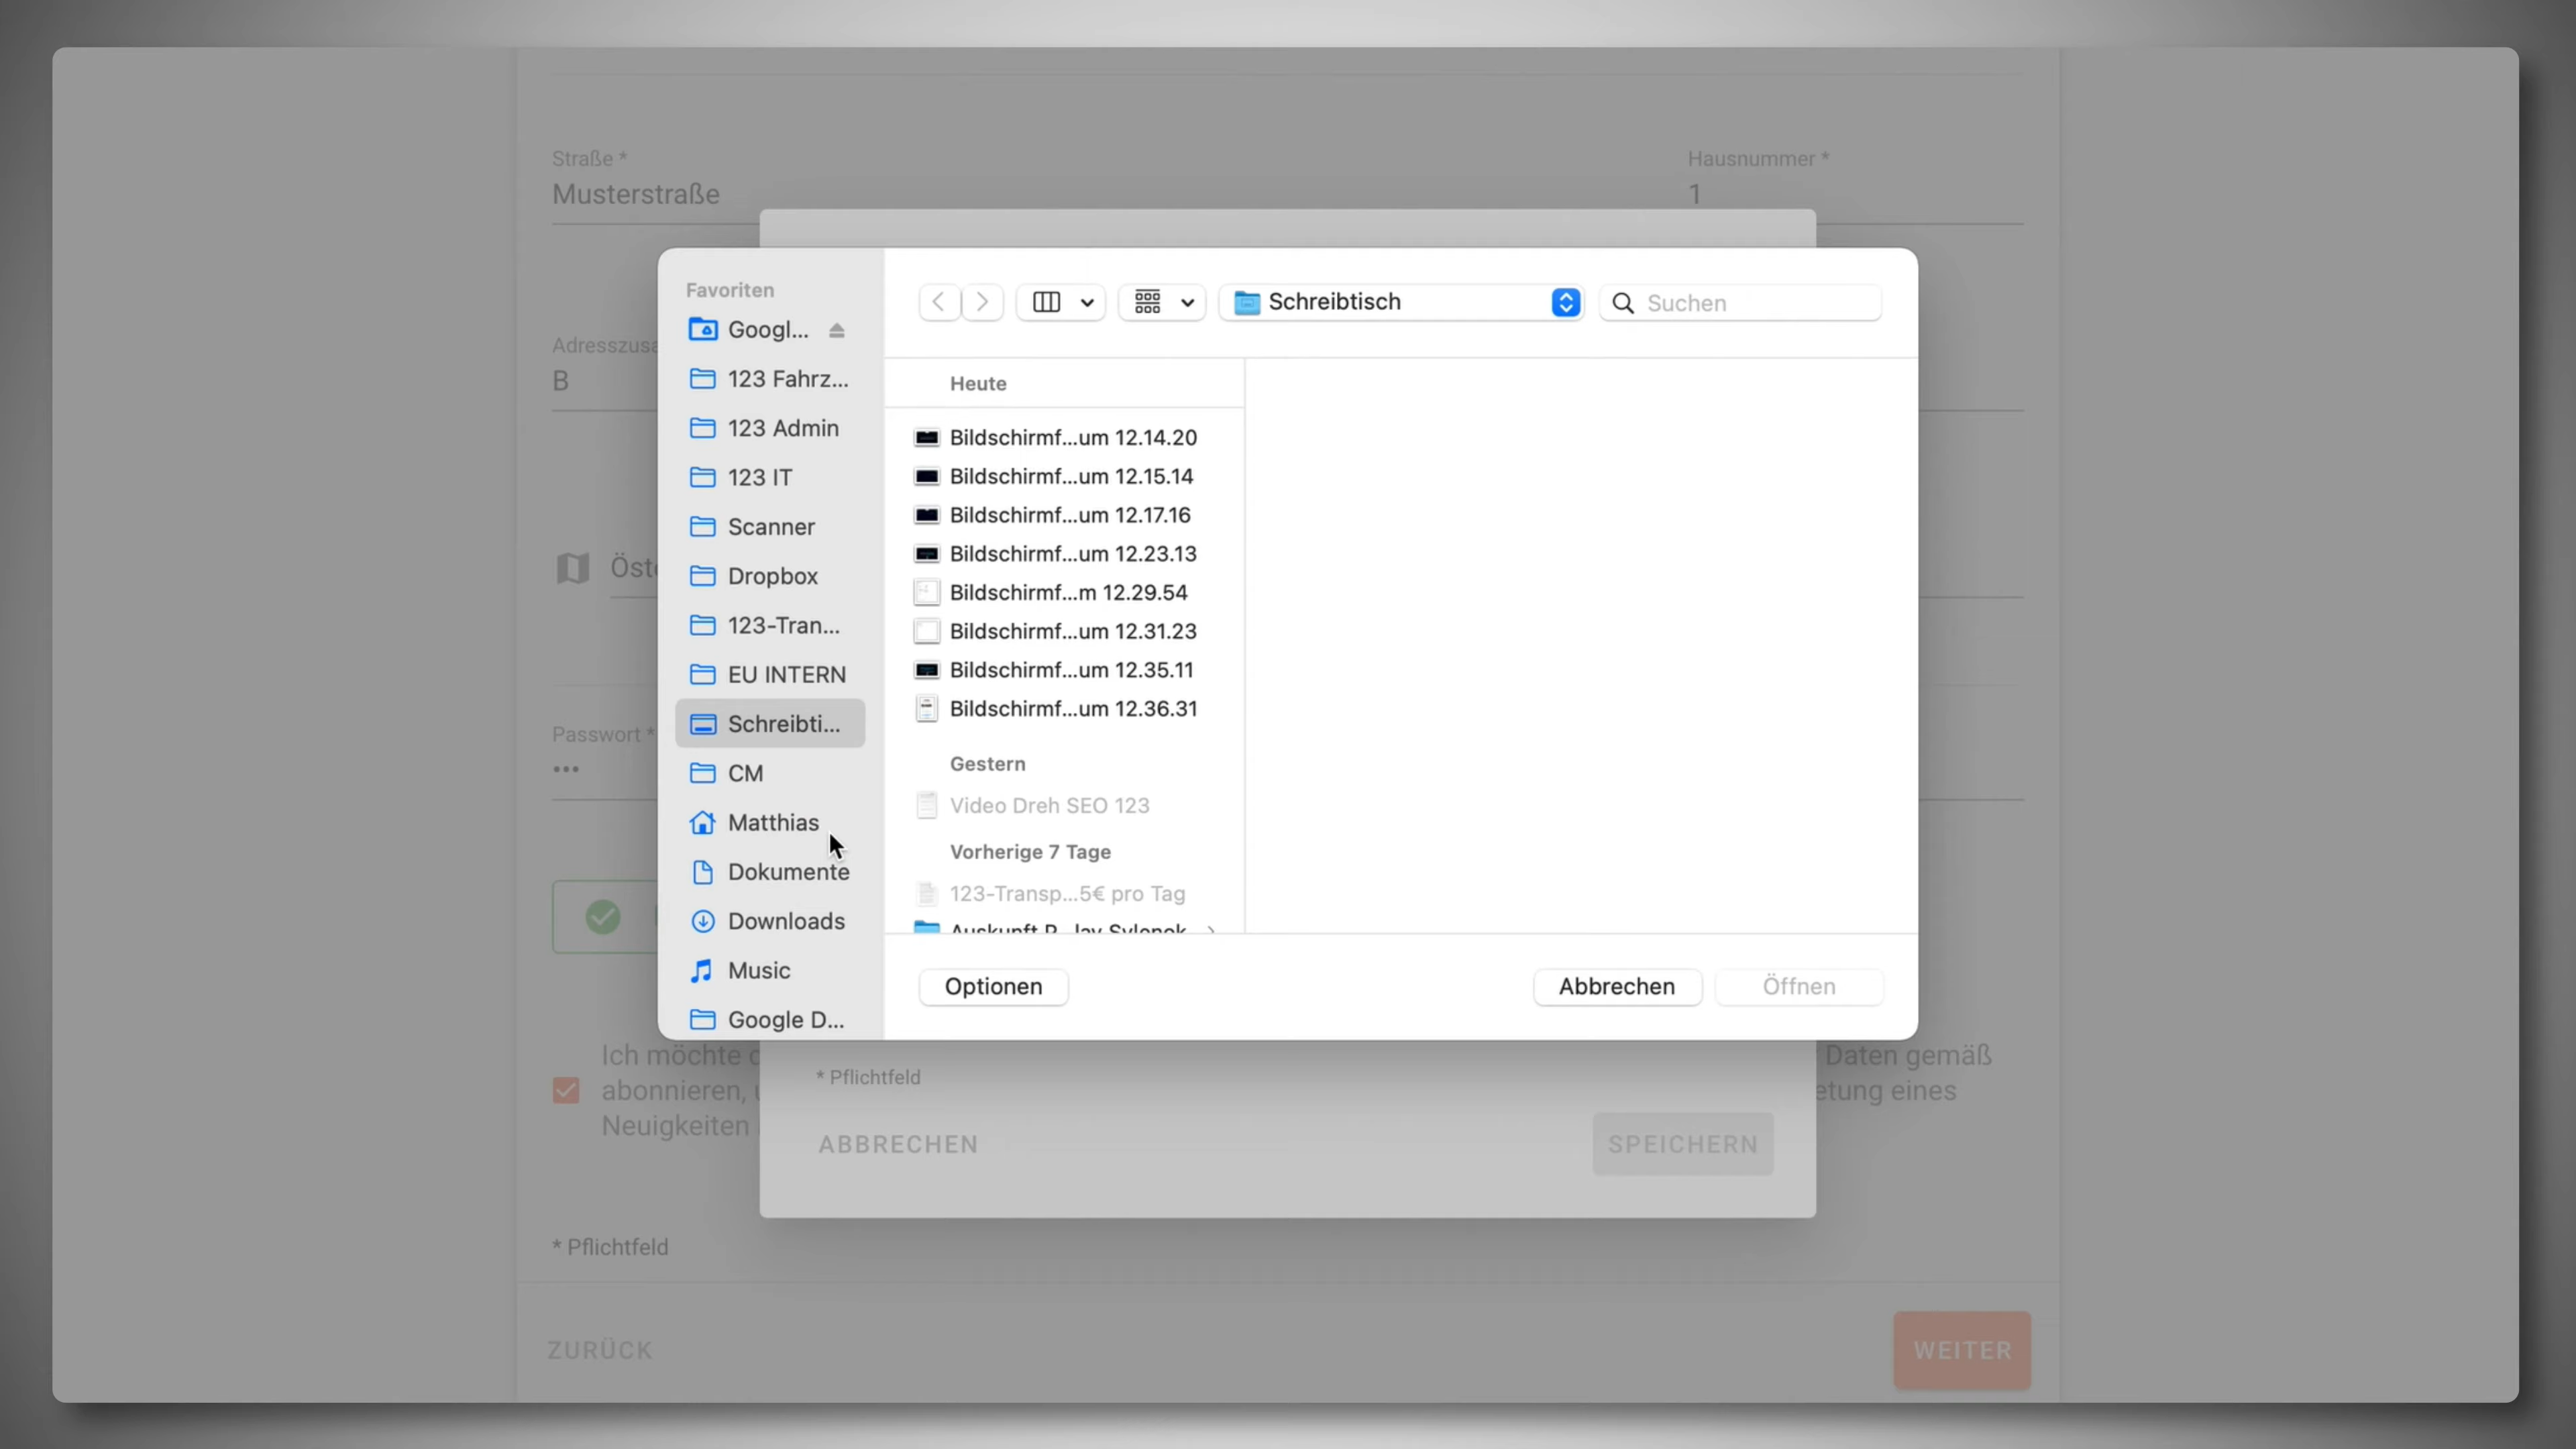 Straße *
Hausnummer *
Musterstraße
1
Favoriten
Googl...
123 Fahrz...
123 Admin
123 IT
Scanner
Dropbox
123-Tran...
EU INTERN
Schreibti...
CM
Matthias
Dokumente
Downloads
Music
Google D...
Schreibtisch
Suchen
Heute
Bildschirmf...um 12.14.20
Bildschirmf...um 12.15.14
Bildschirmf...um 12.17.16
Bildschirmf...um 12.23.13
Bildschirmf...m 12.29.54
Bildschirmf...um 12.31.23
Bildschirmf...um 12.35.11
Bildschirmf...um 12.36.31
Gestern
Video Dreh SEO 123
Vorherige 7 Tage
123-Transp...5€ pro Tag
Optionen
Abbrechen
Öffnen
B
Passwort *
•••
Ich möchte
Daten gemäß
abonnieren,
eines
Neuigkeiten
* Pflichtfeld
ABBRECHEN
SPEICHERN
* Pflichtfeld
ZURÜCK
WEITER